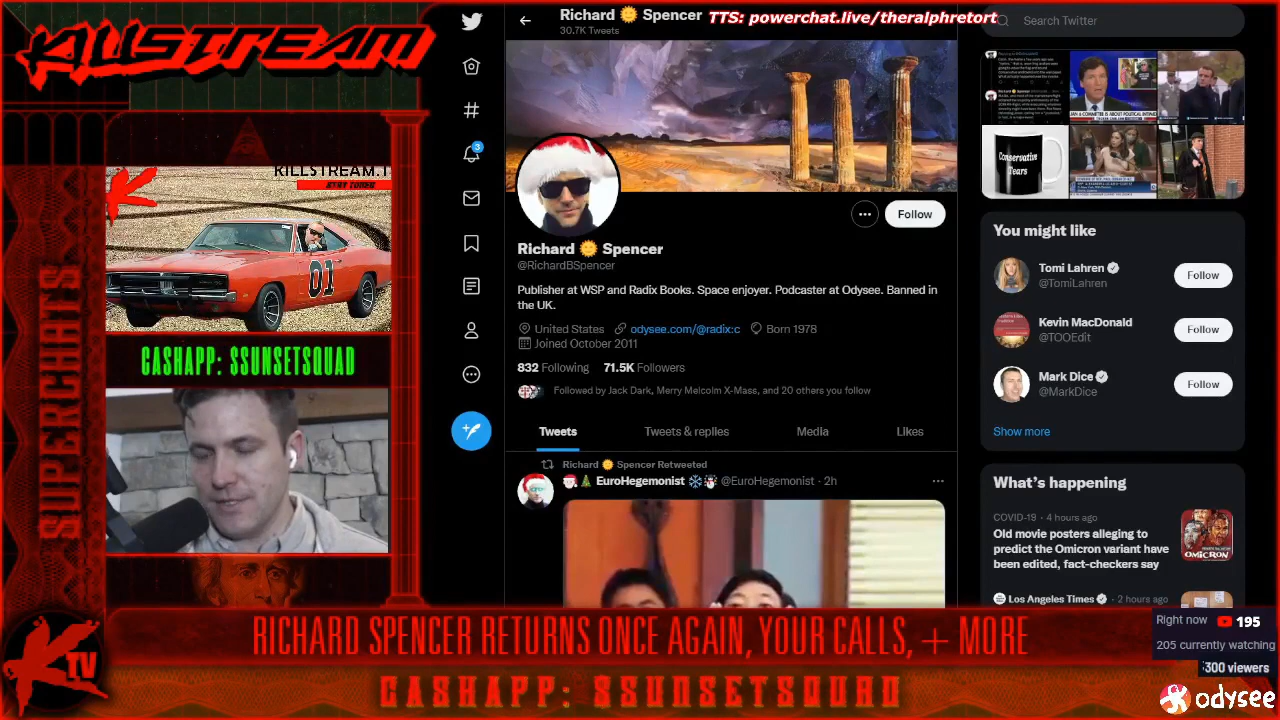 KILLSTREAM
SUPERCHATS
KILLSTREAM.T
STAY TUNED
01
CASHAPP: $SUNSETSQUAD
Richard 🌞 Spencer
30.7K Tweets
TTS: powerchat.live/theralphretort
Search Twitter
3
Conservative
Tears
Follow
Richard 🌞 Spencer
@RichardBSpencer
Publisher at WSP and Radix Books. Space enjoyer. Podcaster at Odysee. Banned in
the UK.
United States odysee.com/@radix:c Born 1978
Joined October 2011
832 Following 71.5K Followers
Followed by Jack Dark, Merry Melcolm X-Mass, and 20 others you follow
Tweets Tweets & replies Media Likes
Richard 🌞 Spencer Retweeted
🎅🎄 EuroHegemonist ❄️☃️ @EuroHegemonist · 2h
You might like
Tomi Lahren
@TomiLahren
Follow
Kevin MacDonald
@TOOEdit
Follow
Mark Dice
@MarkDice
Follow
Show more
What's happening
COVID-19 · 4 hours ago
Old movie posters alleging to
predict the Omicron variant have
been edited, fact-checkers say
OMICRON
Los Angeles Times · 2 hours ago
RICHARD SPENCER RETURNS ONCE AGAIN, YOUR CALLS, + MORE
CASHAPP: $SUNSETSQUAD
K TV
Right now 195
205 currently watching
300 viewers
odysee